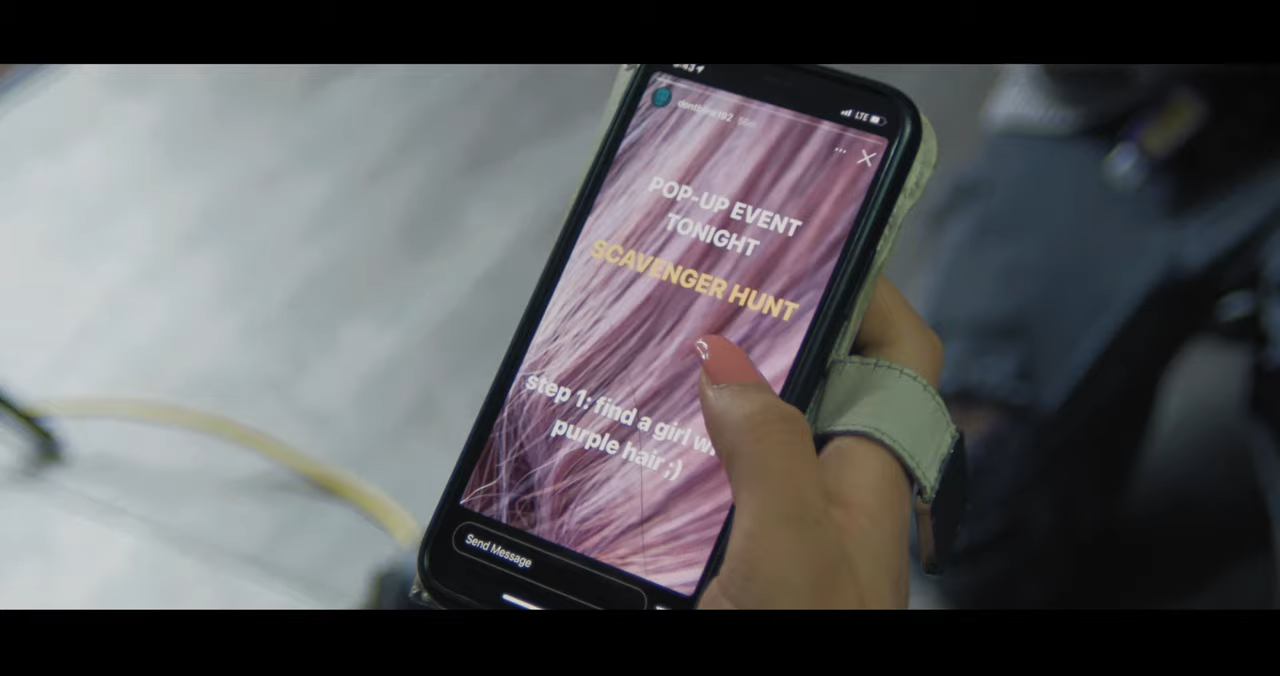 LTE
POP-UP EVENT
TONIGHT
SCAVENGER HUNT
step 1: find a girl
purple hair ;)
Send Message